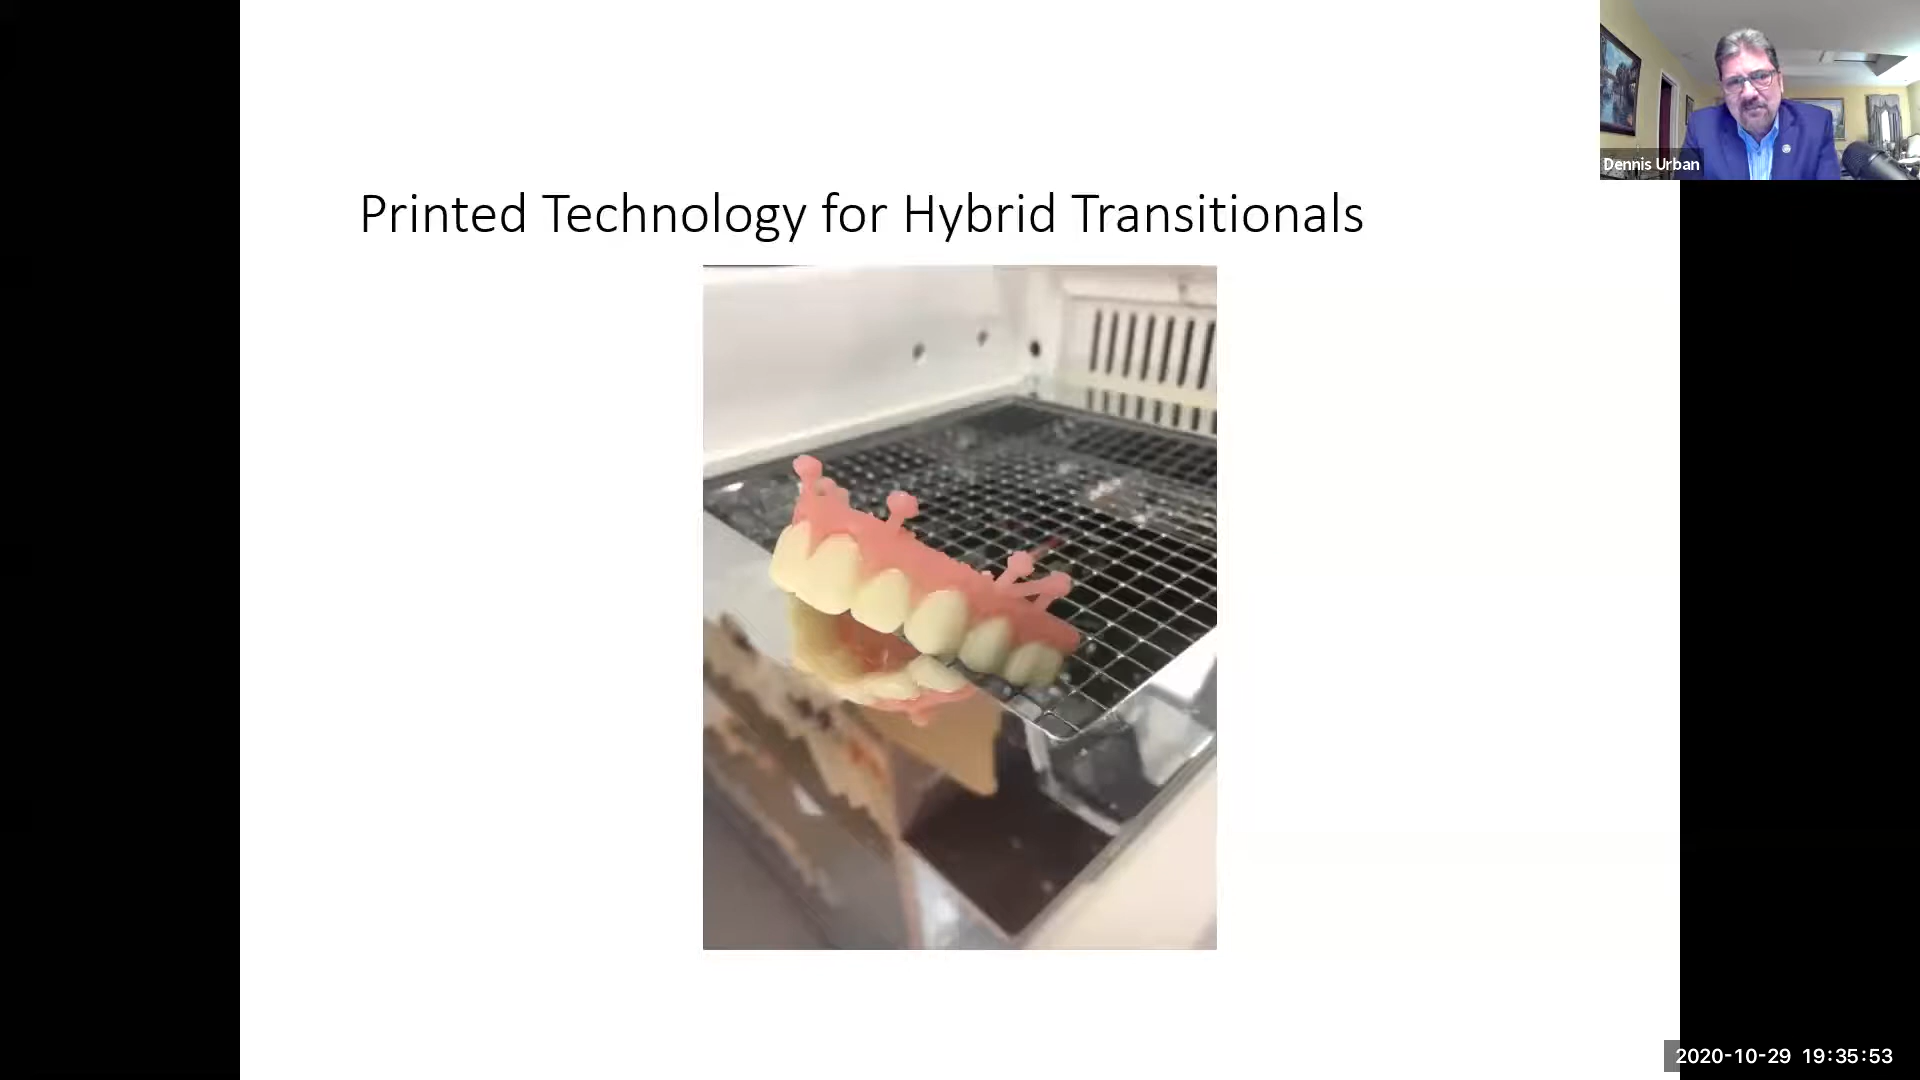 Dennis Urban
Printed Technology for Hybrid Transitionals
2020-10-29 19:35:53